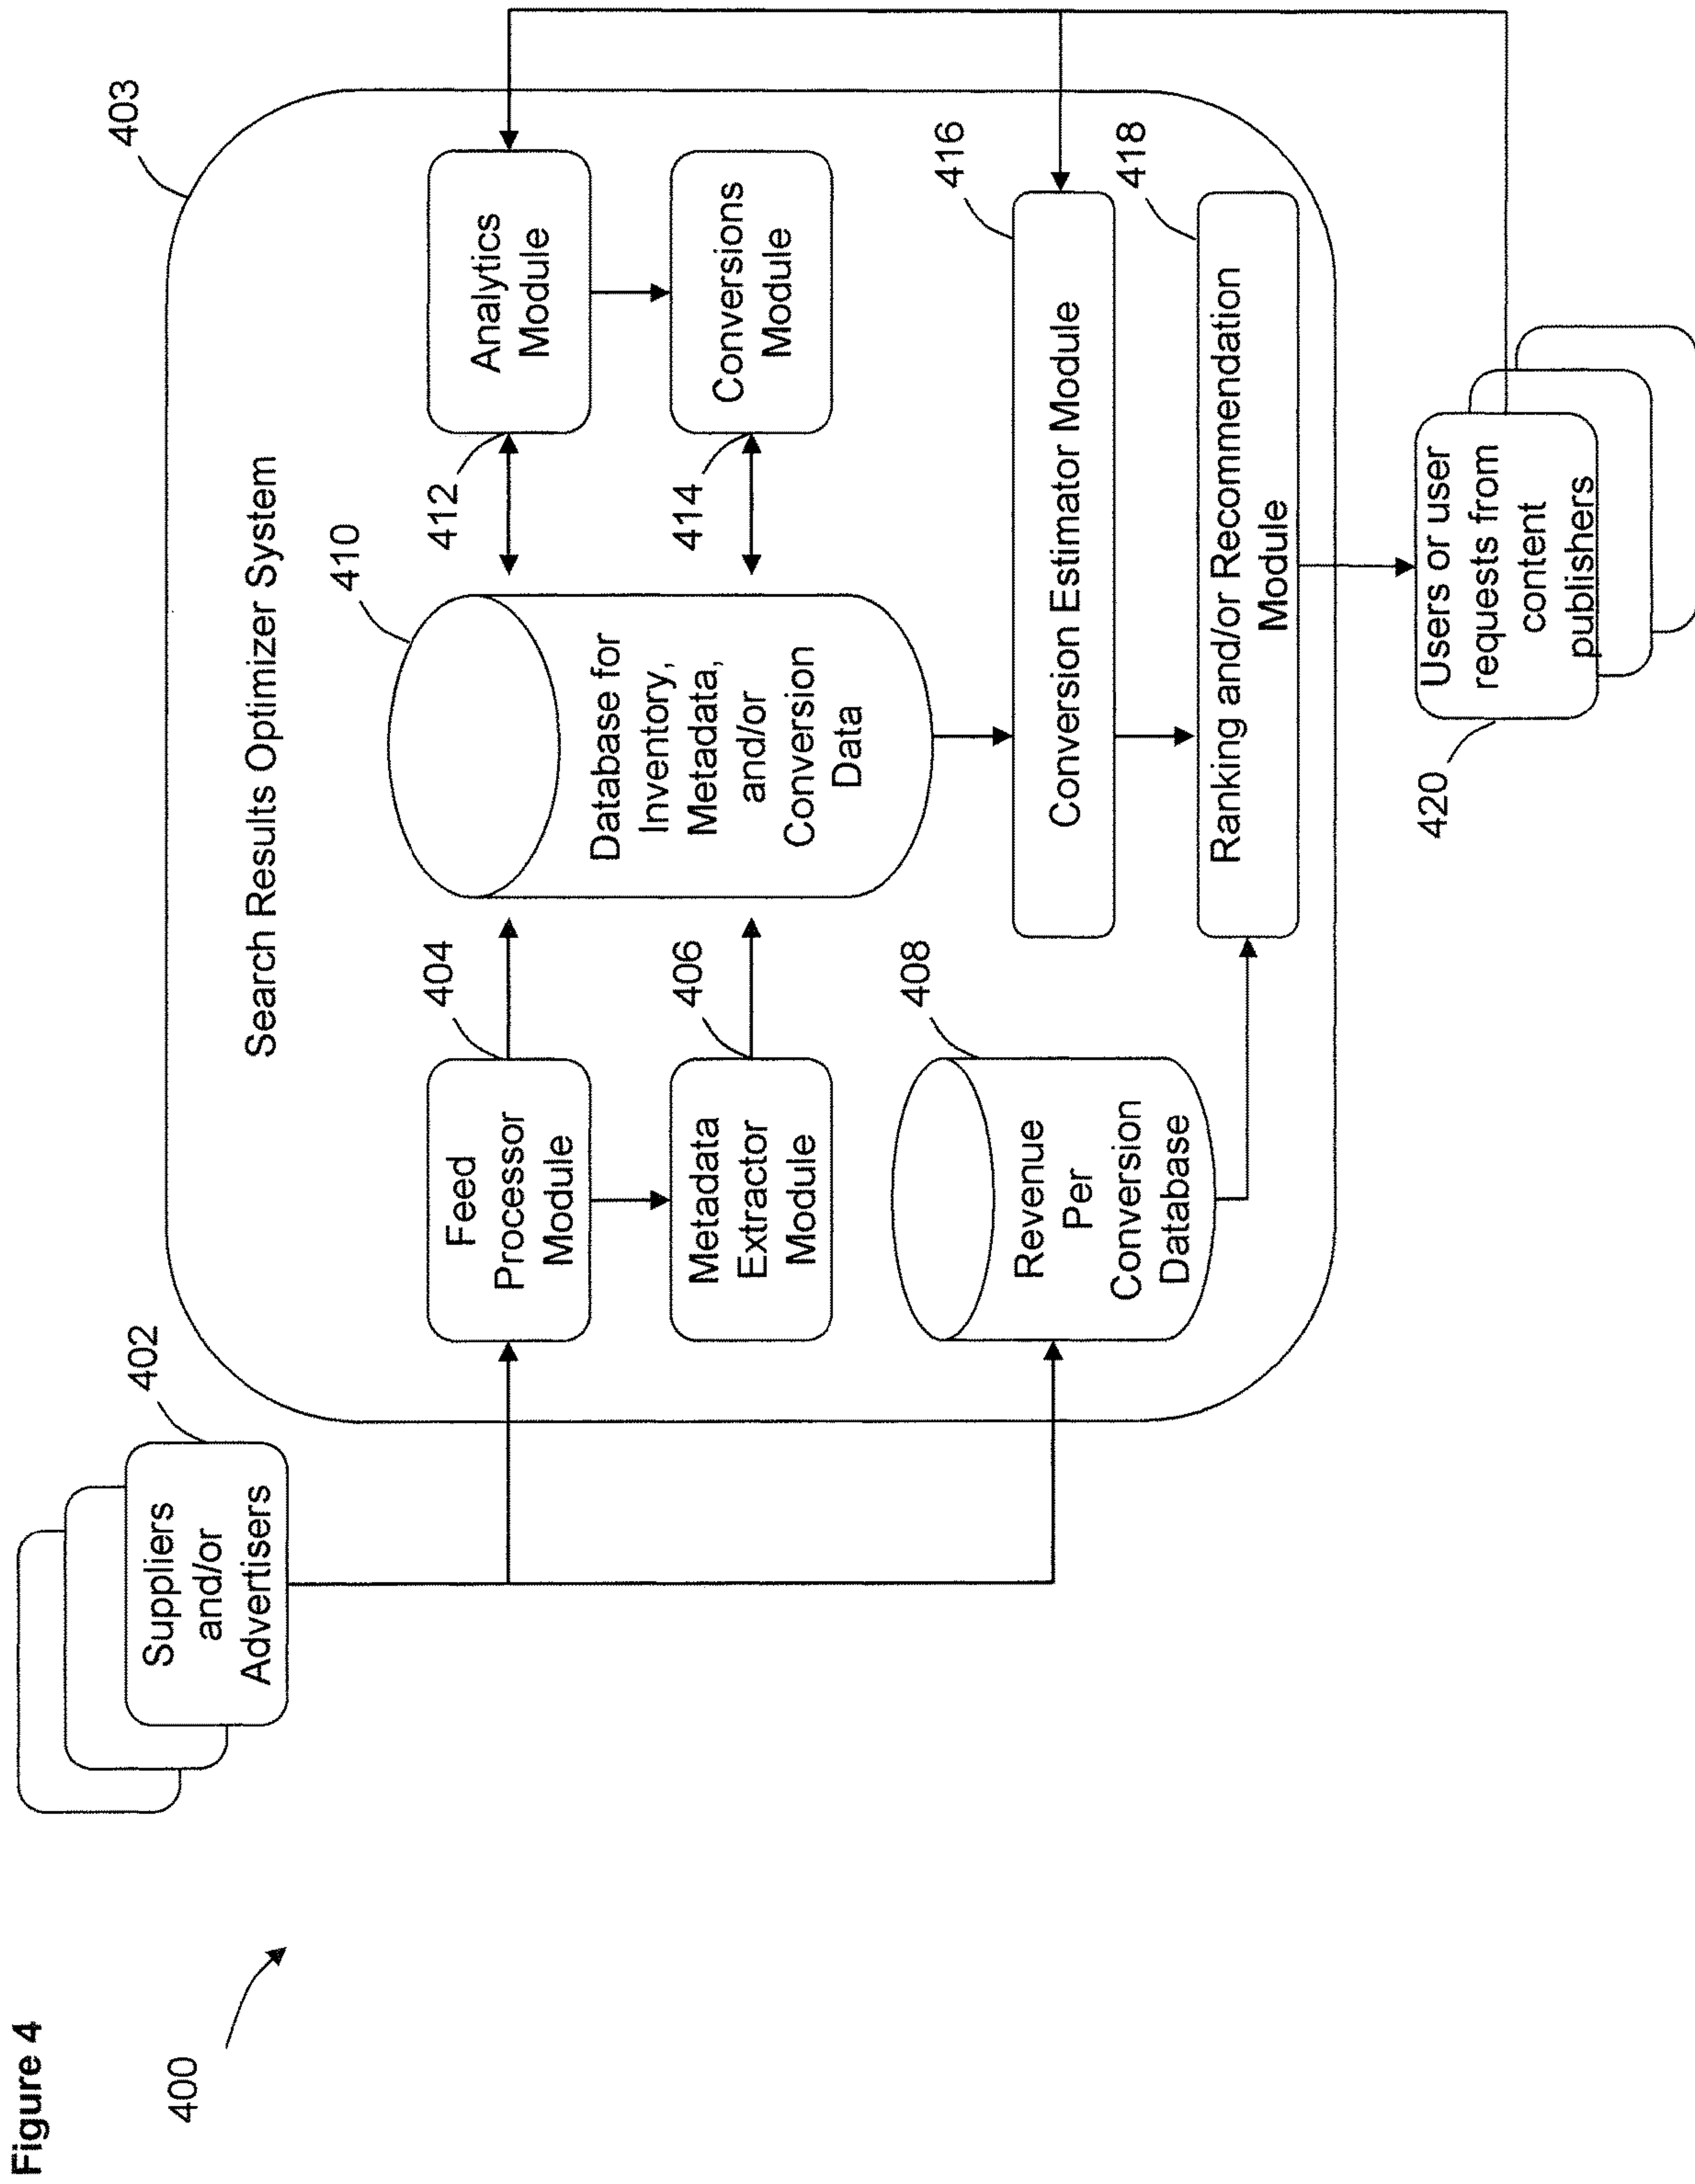 Figure 4
400
402
Suppliers
and/or
Advertisers
403
Search Results Optimizer System
404
Feed
Processor
Module
406
Metadata
Extractor
Module
408
Revenue
Per
Conversion
Database
410
Database for
Inventory,
Metadata,
and/or
Conversion
Data
412
Analytics
Module
414
Conversions
Module
416
Conversion Estimator Module
418
Ranking and/or Recommendation
Module
420
Users or user
requests from
content
publishers